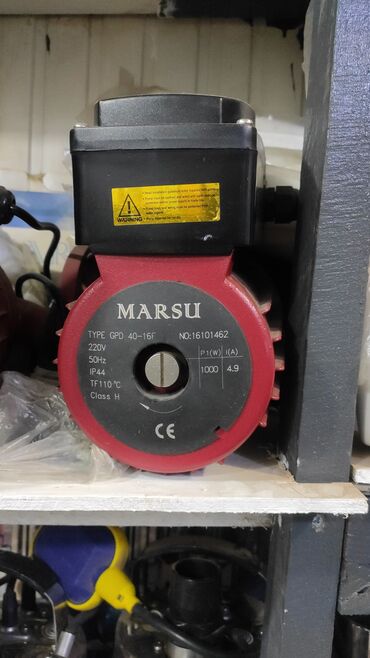 WARNING
MARSU
TYPE GPD 40-16F NO:16101462
220V
50Hz
IP44
TF110°C
Class H
P1(W) I(A)
1000 4.9
CE